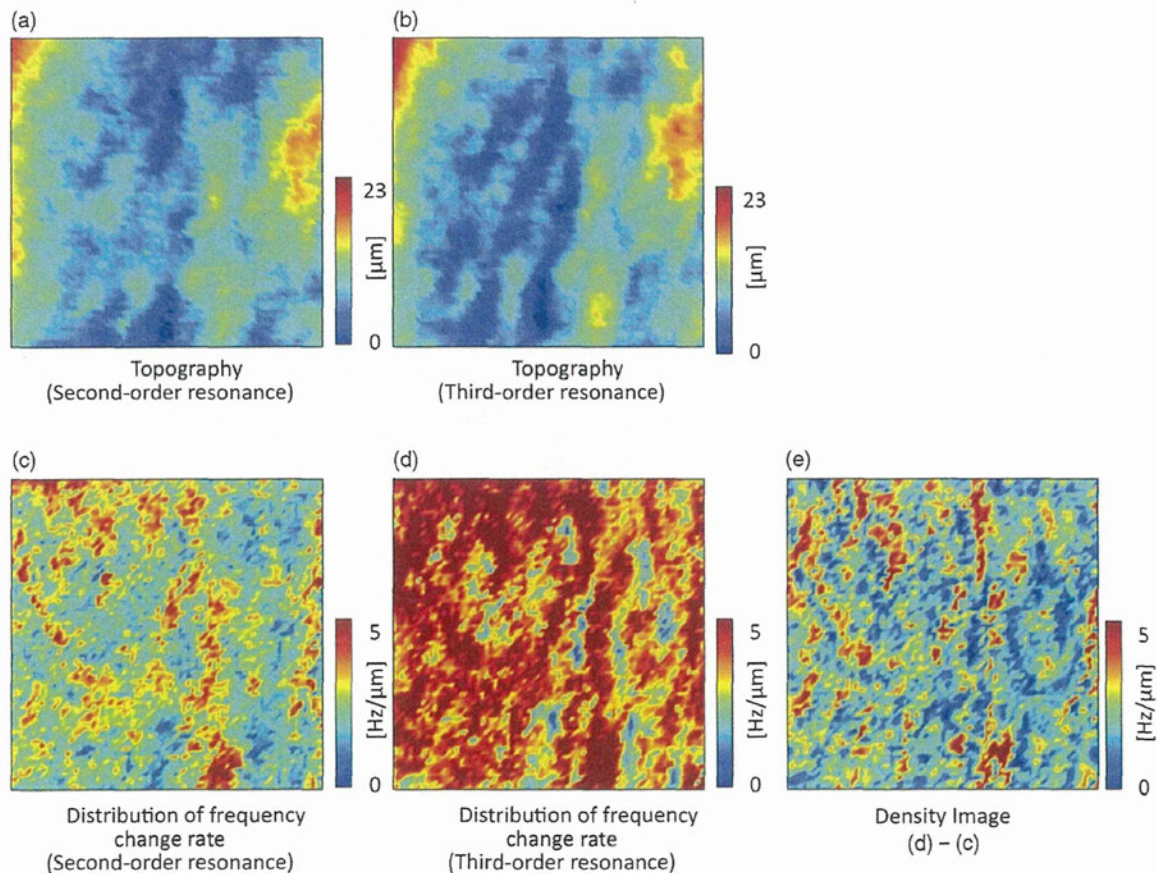 (a)
(b)
23
[µm]
0
23
[µm]
0
Topography
(Second-order resonance)
Topography
(Third-order resonance)
(c)
(d)
(e)
5
[Hz/µm]
0
5
[Hz/µm]
0
5
[Hz/µm]
0
Distribution of frequency
change rate
(Second-order resonance)
Distribution of frequency
change rate
(Third-order resonance)
Density Image
(d) – (c)